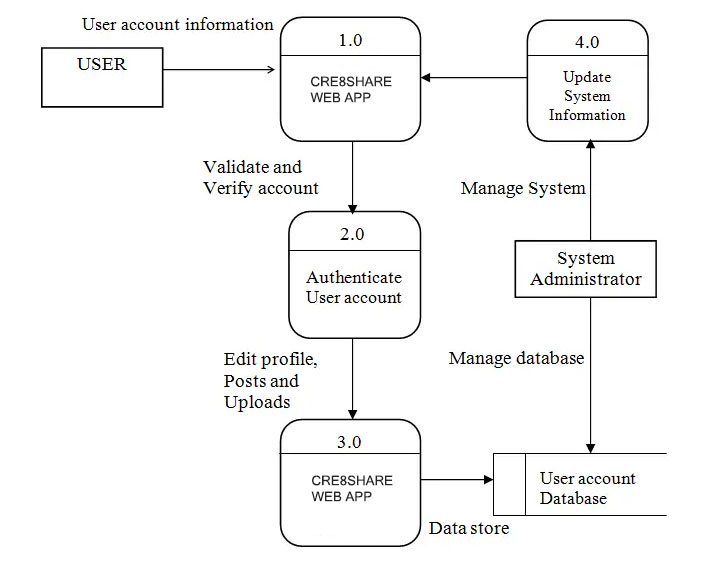 User account information
USER
1.0
CRE8SHARE
WEB APP
4.0
Update
System
Information
Validate and
Verify account
Manage System
2.0
Authenticate
User account
System
Administrator
Edit profile,
Posts and
Uploads
Manage database
3.0
CRE8SHARE
WEB APP
User account
Database
Data store